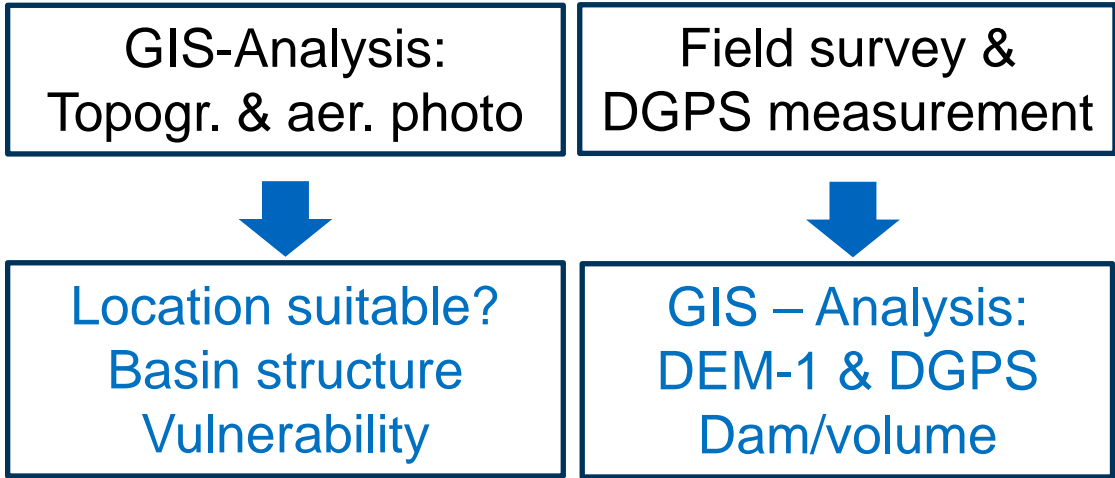 GIS-Analysis:
Topogr. & aer. photo
Field survey &
DGPS measurement
Location suitable?
Basin structure
Vulnerability
GIS – Analysis:
DEM-1 & DGPS
Dam/volume